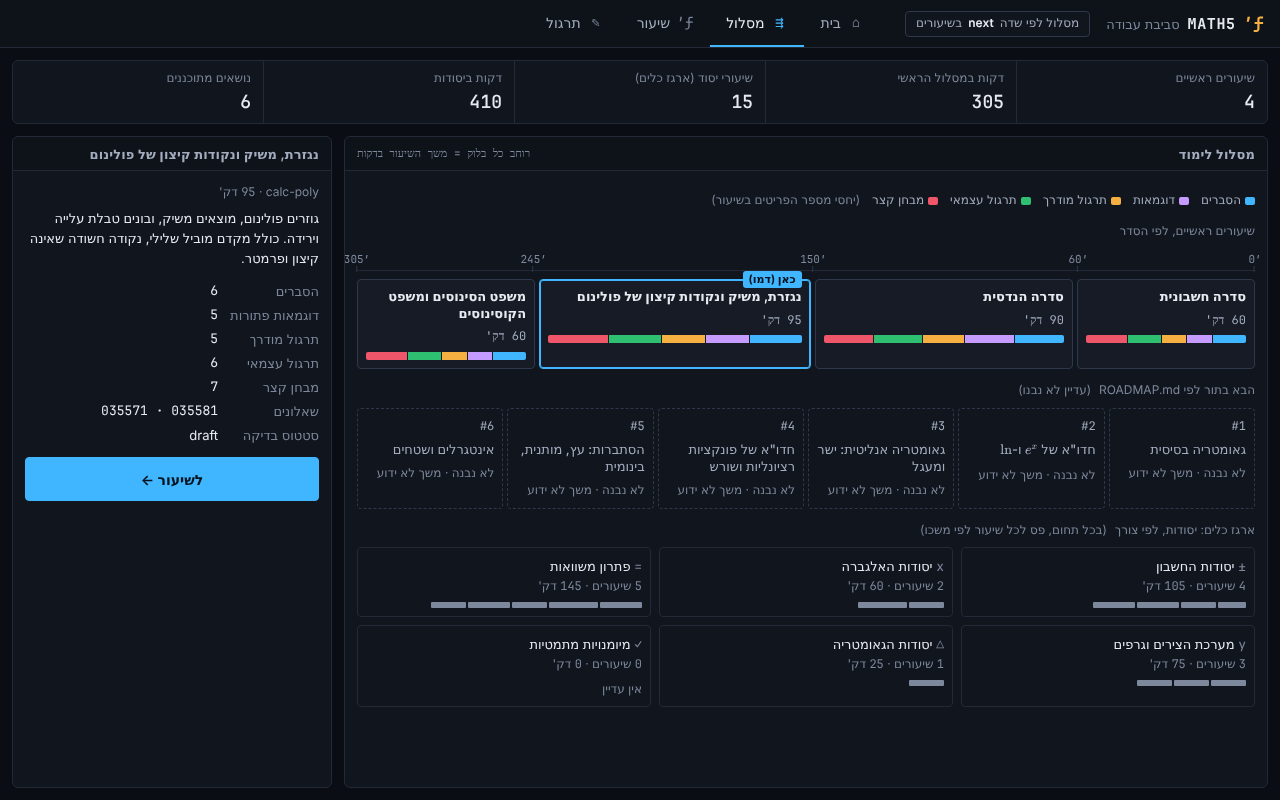 ƒ′ MATH5 סביבת עבודה
מסלול לפי שדה next בשיעורים
⌂ בית
⇶ מסלול
ƒ′ שיעור
✎ תרגול
שיעורים ראשיים
4
דקות במסלול הראשי
305
שיעורי יסוד (ארגז כלים)
15
דקות ביסודות
410
נושאים מתוכננים
6
מסלול לימוד
רוחב כל בלוק = משך השיעור בדקות
הסברים
דוגמאות
תרגול מודרך
תרגול עצמאי
מבחן קצר
(יחסי מספר הפריטים בשיעור)
שיעורים ראשיים, לפי הסדר
0′
60′
150′
245′
305′
סדרה חשבונית
60 דק'
סדרה הנדסית
90 דק'
כאן (דמו)
נגזרת, משיק ונקודות קיצון של פולינום
95 דק'
משפט הסינוסים ומשפט
הקוסינוסים
60 דק'
הבא בתור לפי ROADMAP.md (עדיין לא נבנו)
#1
גאומטריה בסיסית
לא נבנה · משך לא ידוע
#2
חדו"א של eˣ ו-ln
לא נבנה · משך לא ידוע
#3
גאומטריה אנליטית: ישר
ומעגל
לא נבנה · משך לא ידוע
#4
חדו"א של פונקציות
רציונליות ושורש
לא נבנה · משך לא ידוע
#5
הסתברות: עץ, מותנית,
בינומית
לא נבנה · משך לא ידוע
#6
אינטגרלים ושטחים
לא נבנה · משך לא ידוע
ארגז כלים: יסודות, לפי צורך (בכל תחום, פס לכל שיעור לפי משכו)
± יסודות החשבון
4 שיעורים · 105 דק'
x יסודות האלגברה
2 שיעורים · 60 דק'
= פתרון משוואות
5 שיעורים · 145 דק'
y מערכת הצירים וגרפים
3 שיעורים · 75 דק'
△ יסודות הגאומטריה
1 שיעורים · 25 דק'
✓ מיומנויות מתמטיות
0 שיעורים · 0 דק'
אין עדיין
נגזרת, משיק ונקודות קיצון של פולינום
calc-poly · 95 דק'
גוזרים פולינום, מוצאים משיק, ובונים טבלת עלייה
וירידה. כולל מקדם מוביל שלילי, נקודה חשודה שאינה
קיצון ופרמטר.
הסברים 6
דוגמאות פתורות 5
תרגול מודרך 5
תרגול עצמאי 6
מבחן קצר 7
שאלונים 035581 · 035571
סטטוס בדיקה draft
לשיעור ←